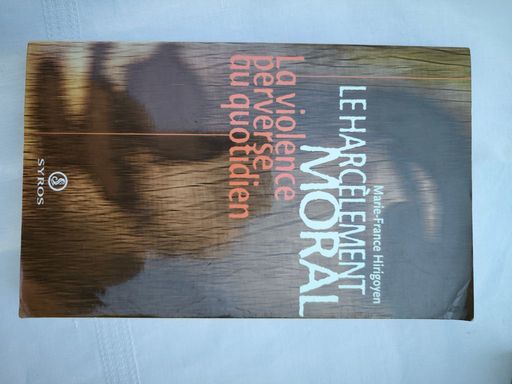 Marie-France Hirigoyen
LE HARCÈLEMENT
MORAL
La violence
perverse
au quotidien
SYROS